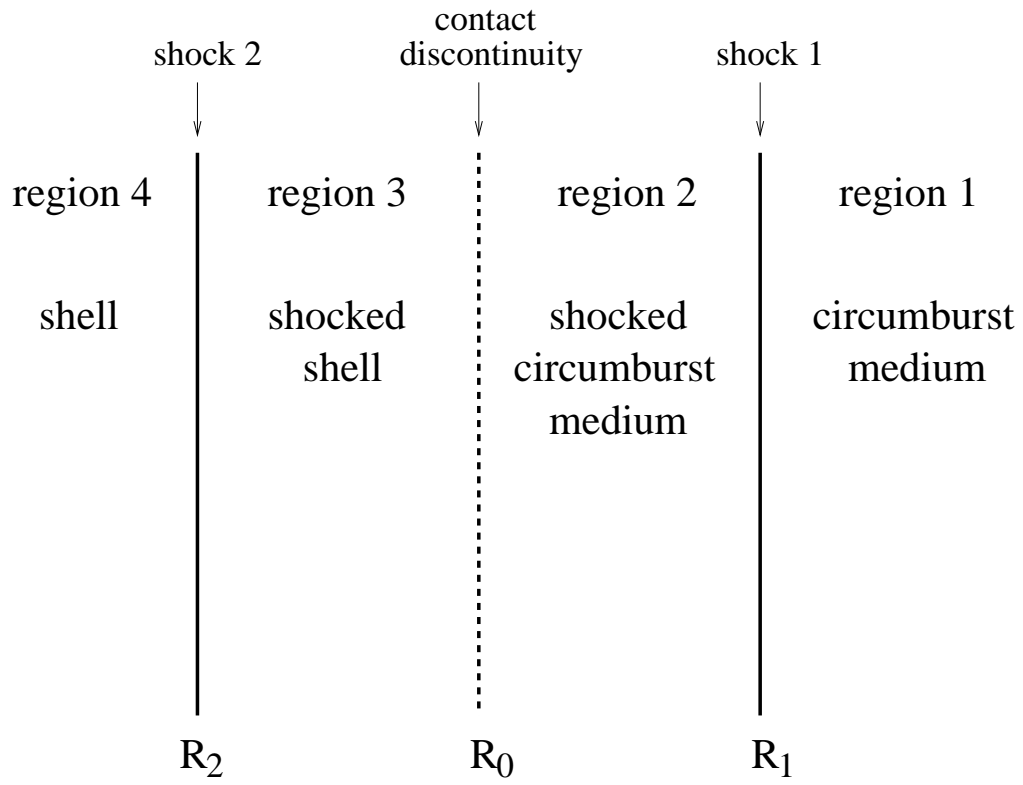 contact
shock 2 discontinuity shock 1
region 4 region 3 region 2 region 1
shell shocked shocked circumburst
shell circumburst medium
medium
R2 R0 R1